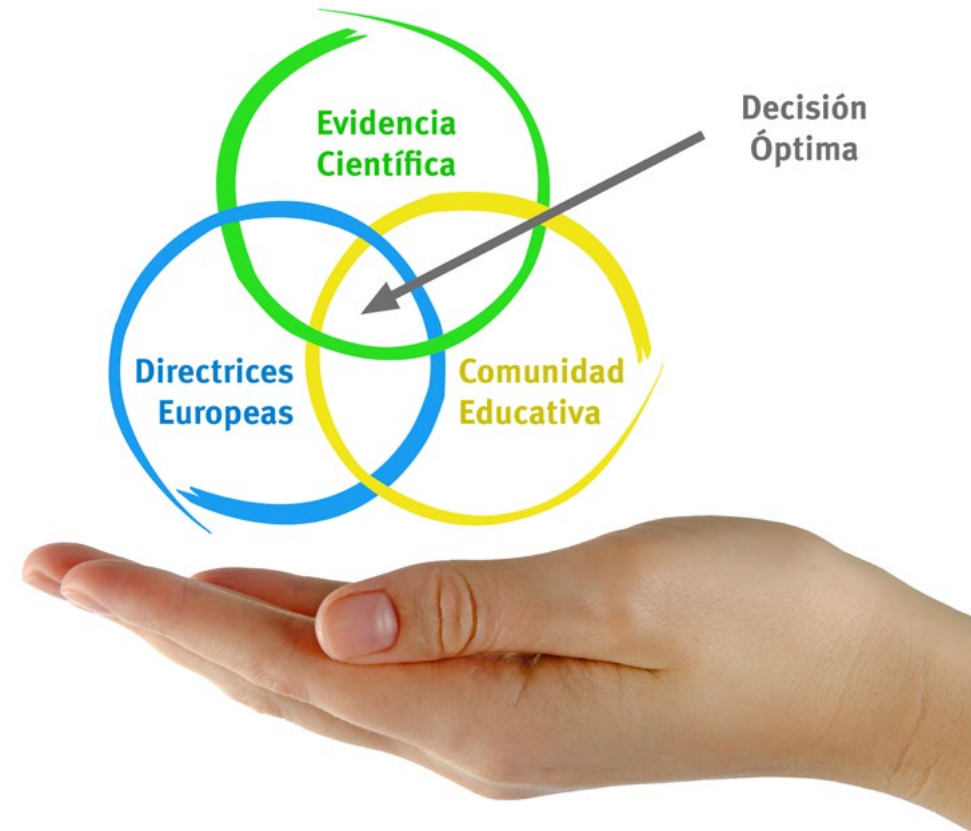 Evidencia
Científica
Decisión
Óptima
Directrices
Europeas
Comunidad
Educativa